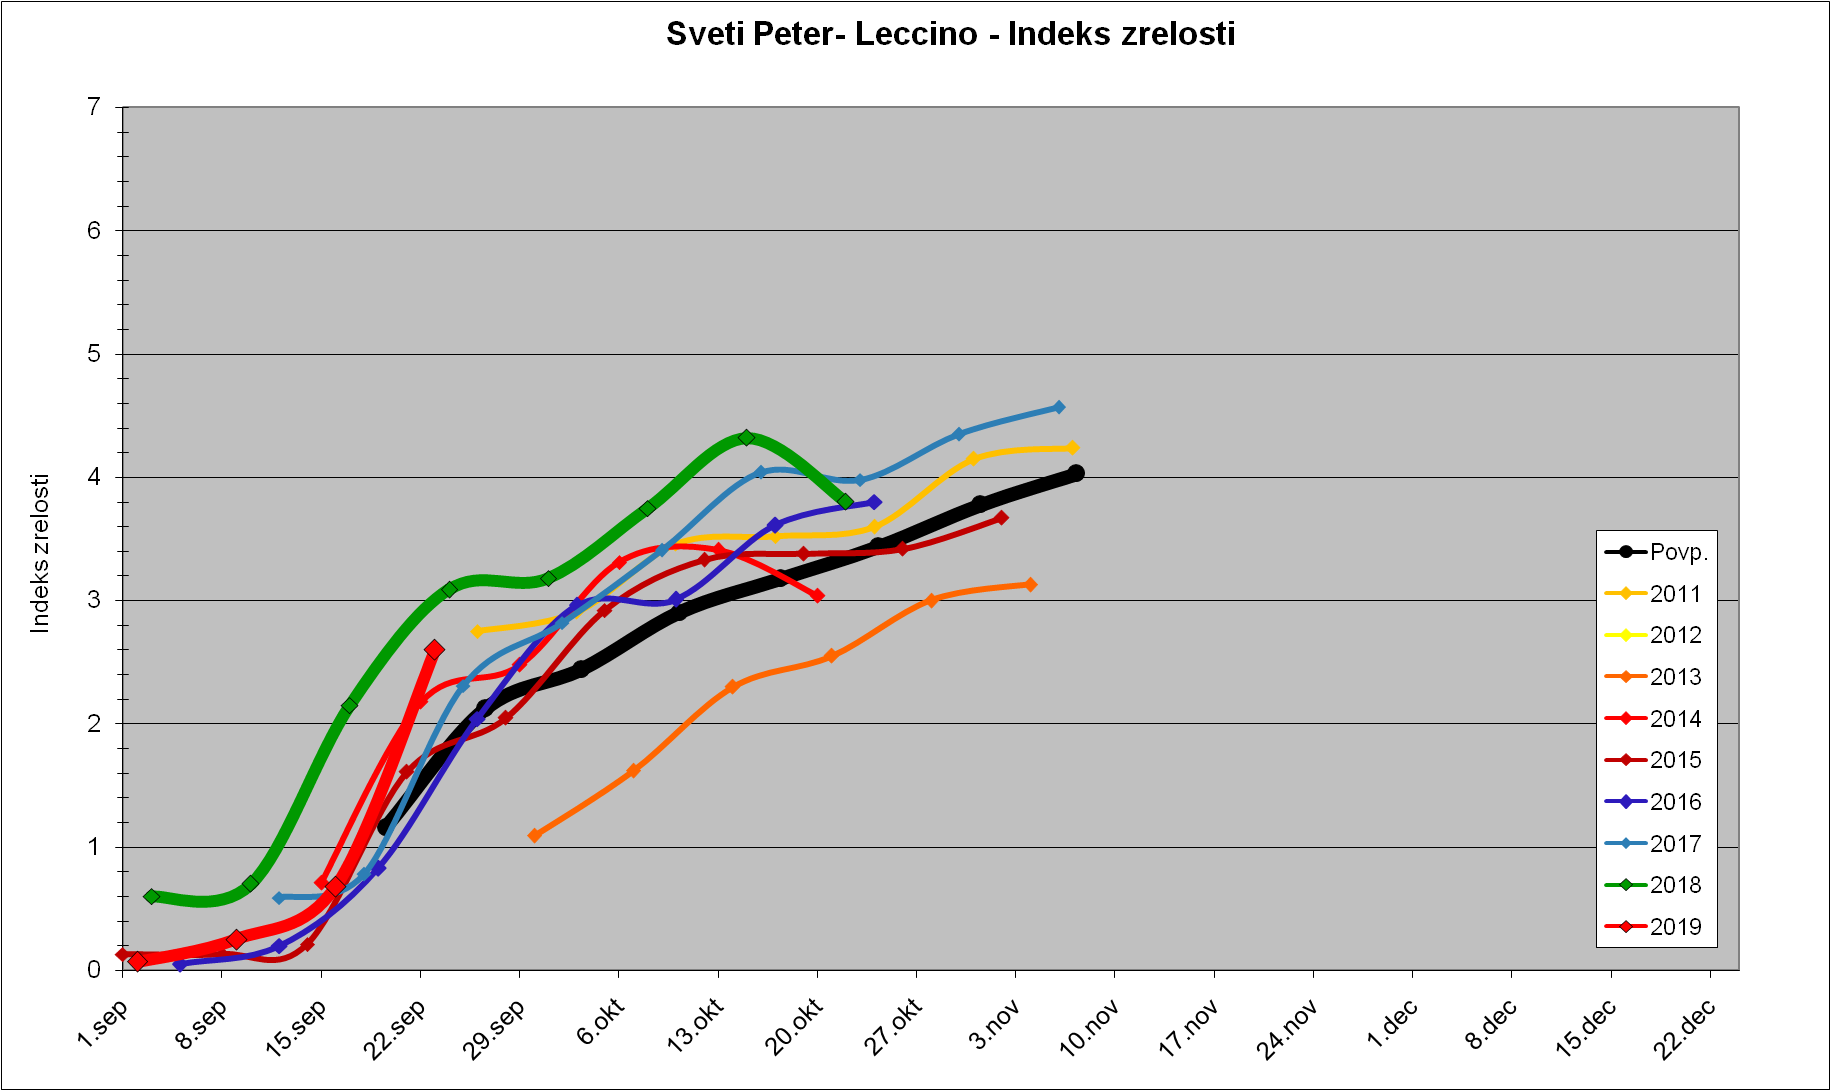 Sveti Peter- Leccino - Indeks zrelosti
Indeks zrelosti
7
6
5
4
3
2
1
0
1.sep
8.sep
15.sep
22.sep
29.sep
6.okt
13.okt
20.okt
27.okt
3.nov
10.nov
17.nov
24.nov
1.dec
8.dec
15.dec
22.dec
Povp.
2011
2012
2013
2014
2015
2016
2017
2018
2019